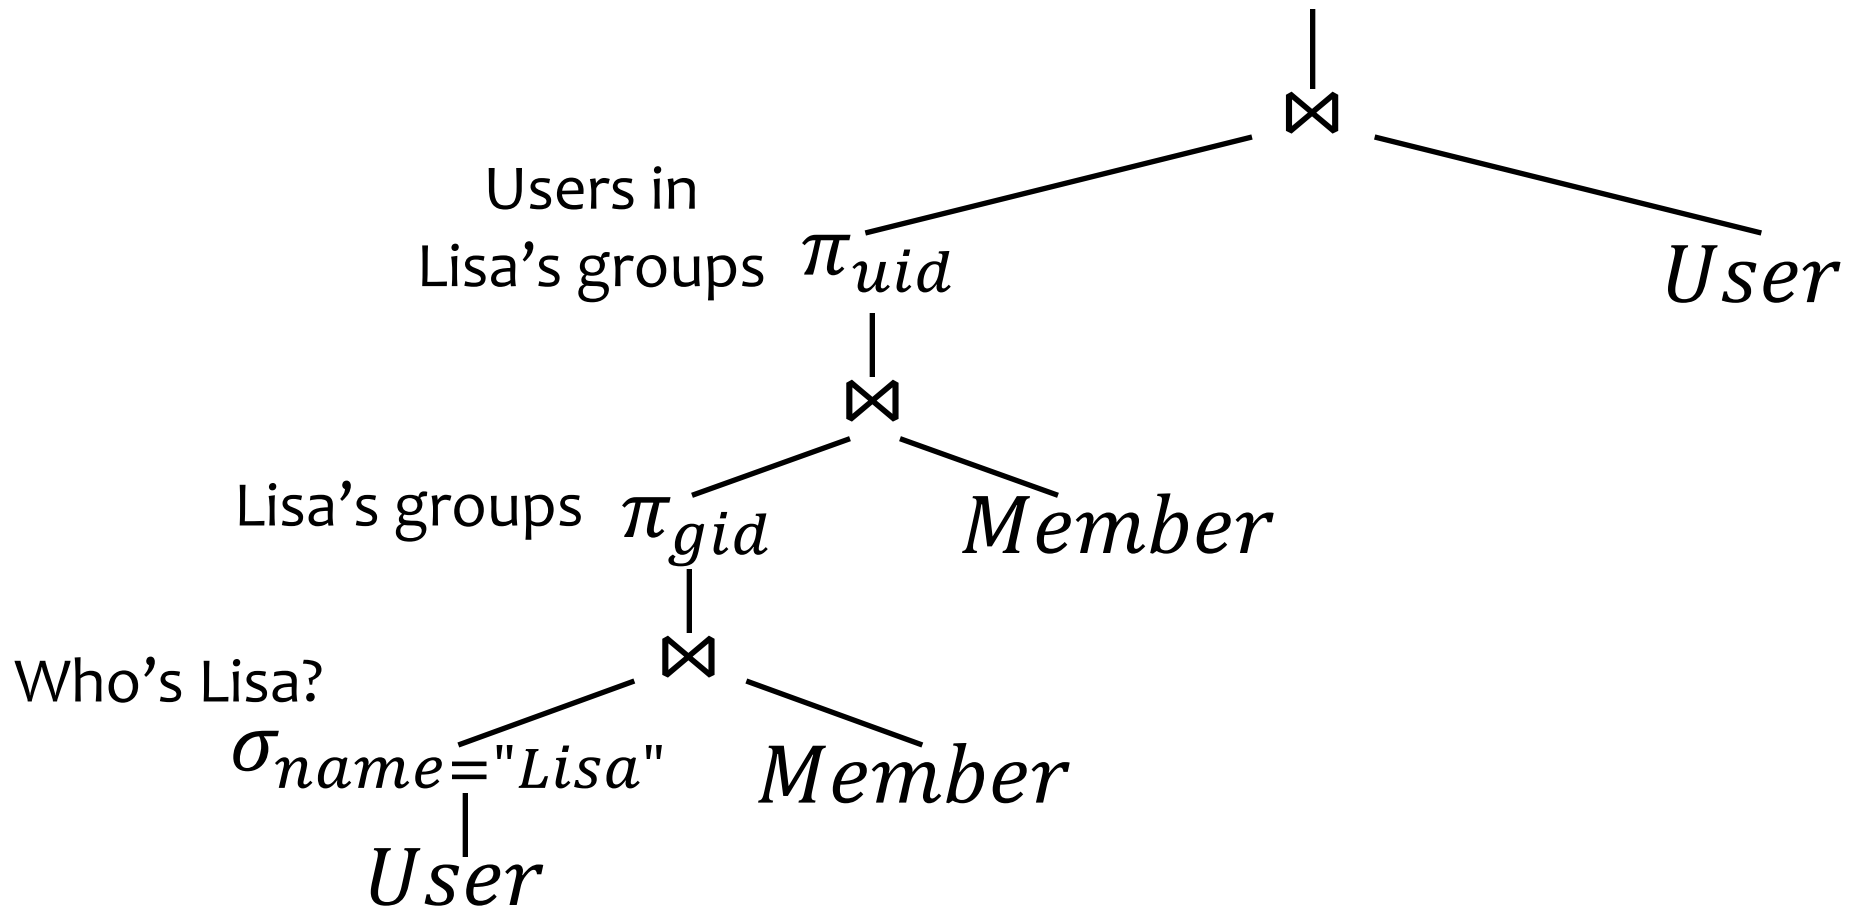 ⋈
Users in
Lisa's groups π_uid
User
⋈
Lisa's groups π_gid
Member
⋈
Who's Lisa?
σ_name="Lisa"
Member
User